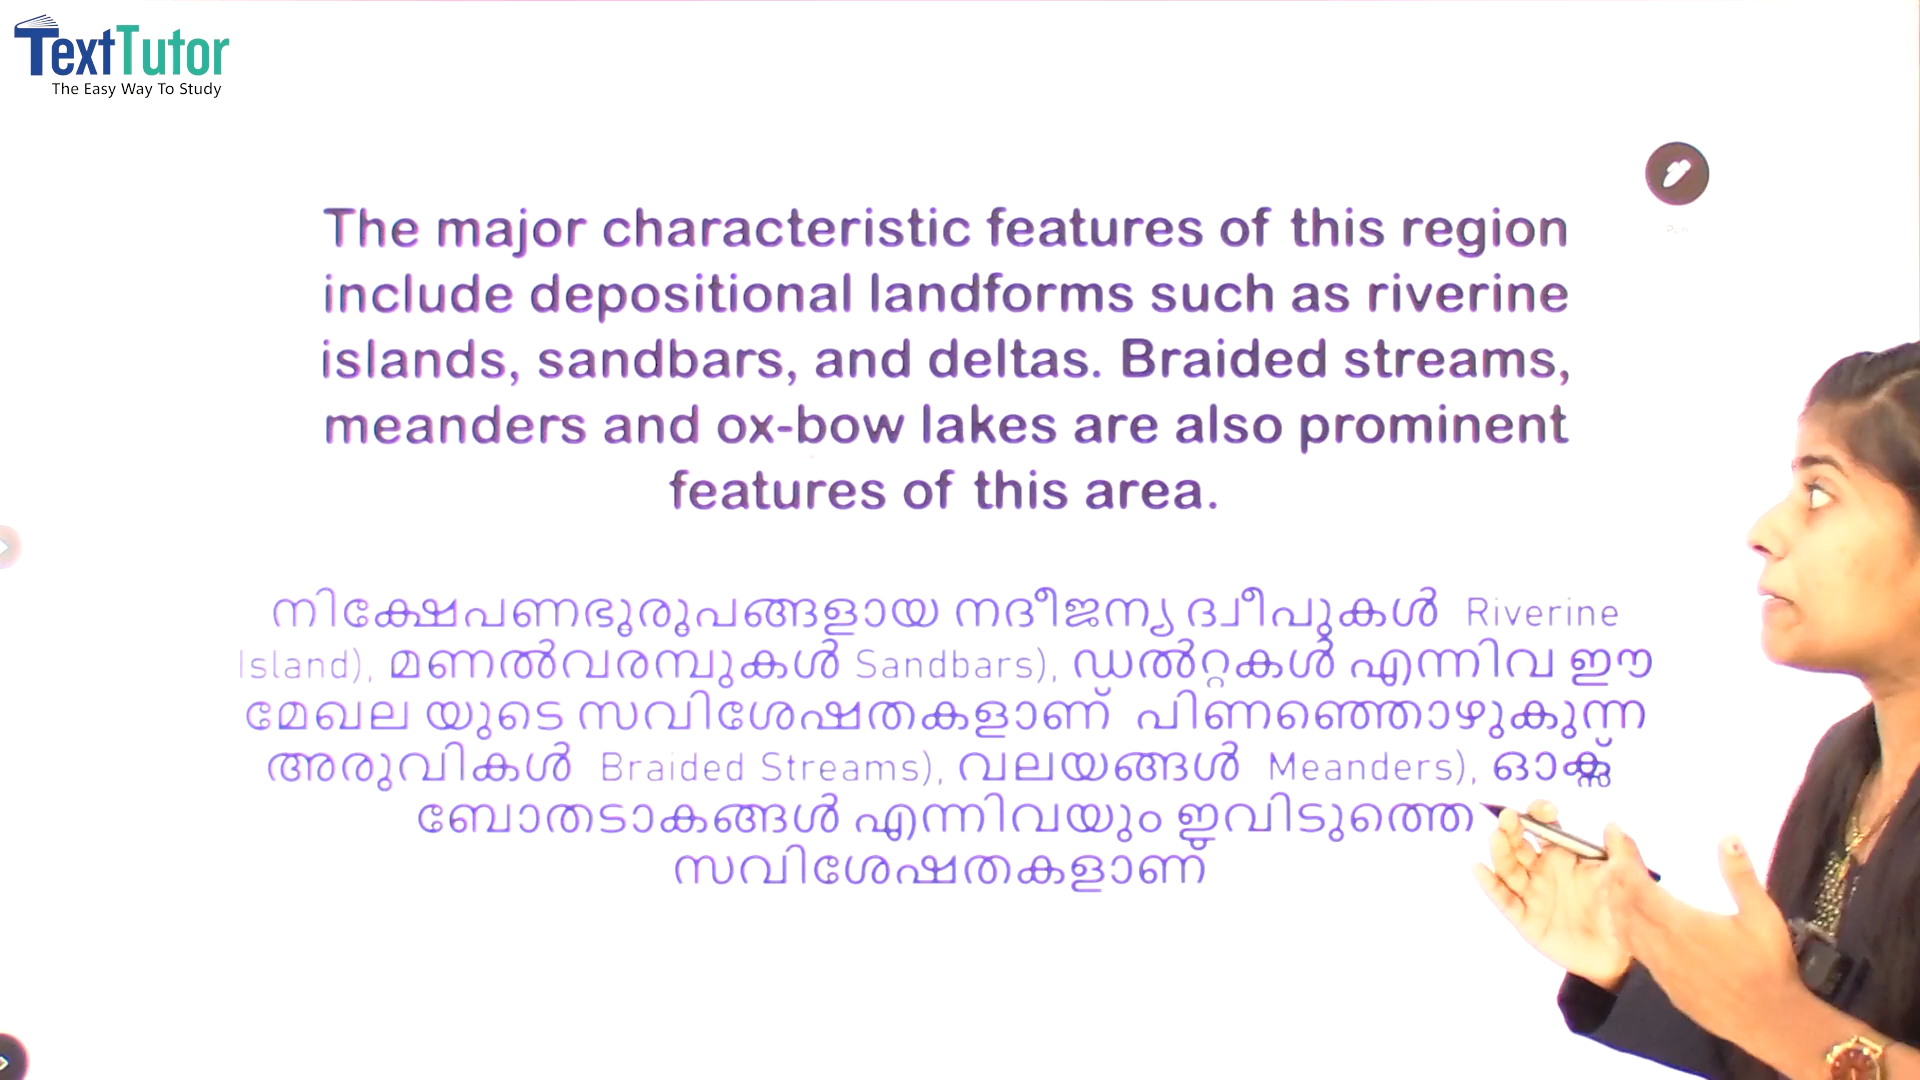 TextTutor
The Easy Way To Study
The major characteristic features of this region
include depositional landforms such as riverine
islands, sandbars, and deltas. Braided streams,
meanders and ox-bow lakes are also prominent
features of this area.
നിക്ഷേപണഭൂരൂപങ്ങളായ നദീജന്യ ദ്വീപുകൾ Riverine
Island), മണൽവരമ്പുകൾ Sandbars), ഡൽറ്റകൾ എന്നിവ ഈ
മേഖല യുടെ സവിശേഷതകളാണ് പിണഞ്ഞൊഴുകുന്ന
അരുവികൾ Braided Streams), വലയങ്ങൾ Meanders), ഓക്സ്
ബോതടാകങ്ങൾ എന്നിവയും ഇവിടുത്തെ
സവിശേഷതകളാണ്